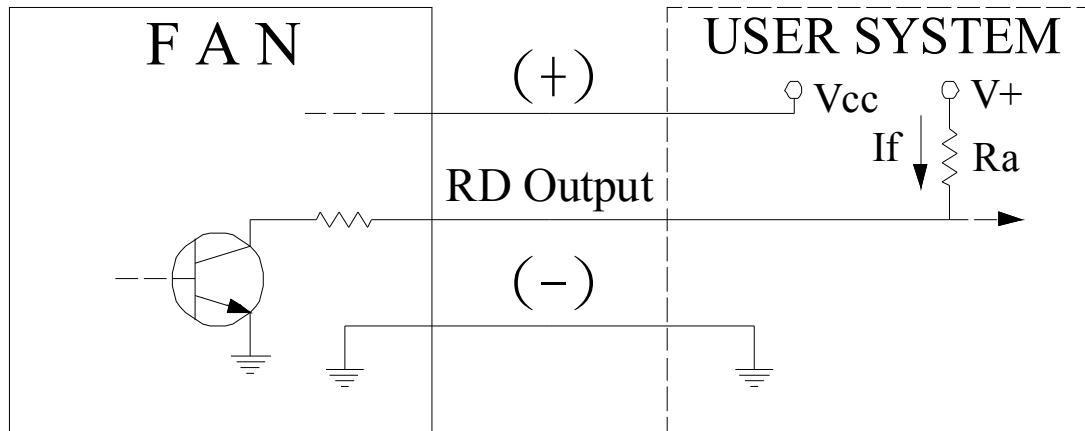 F A N
USER SYSTEM
(+)
Vcc
V+
If
Ra
RD Output
(-)